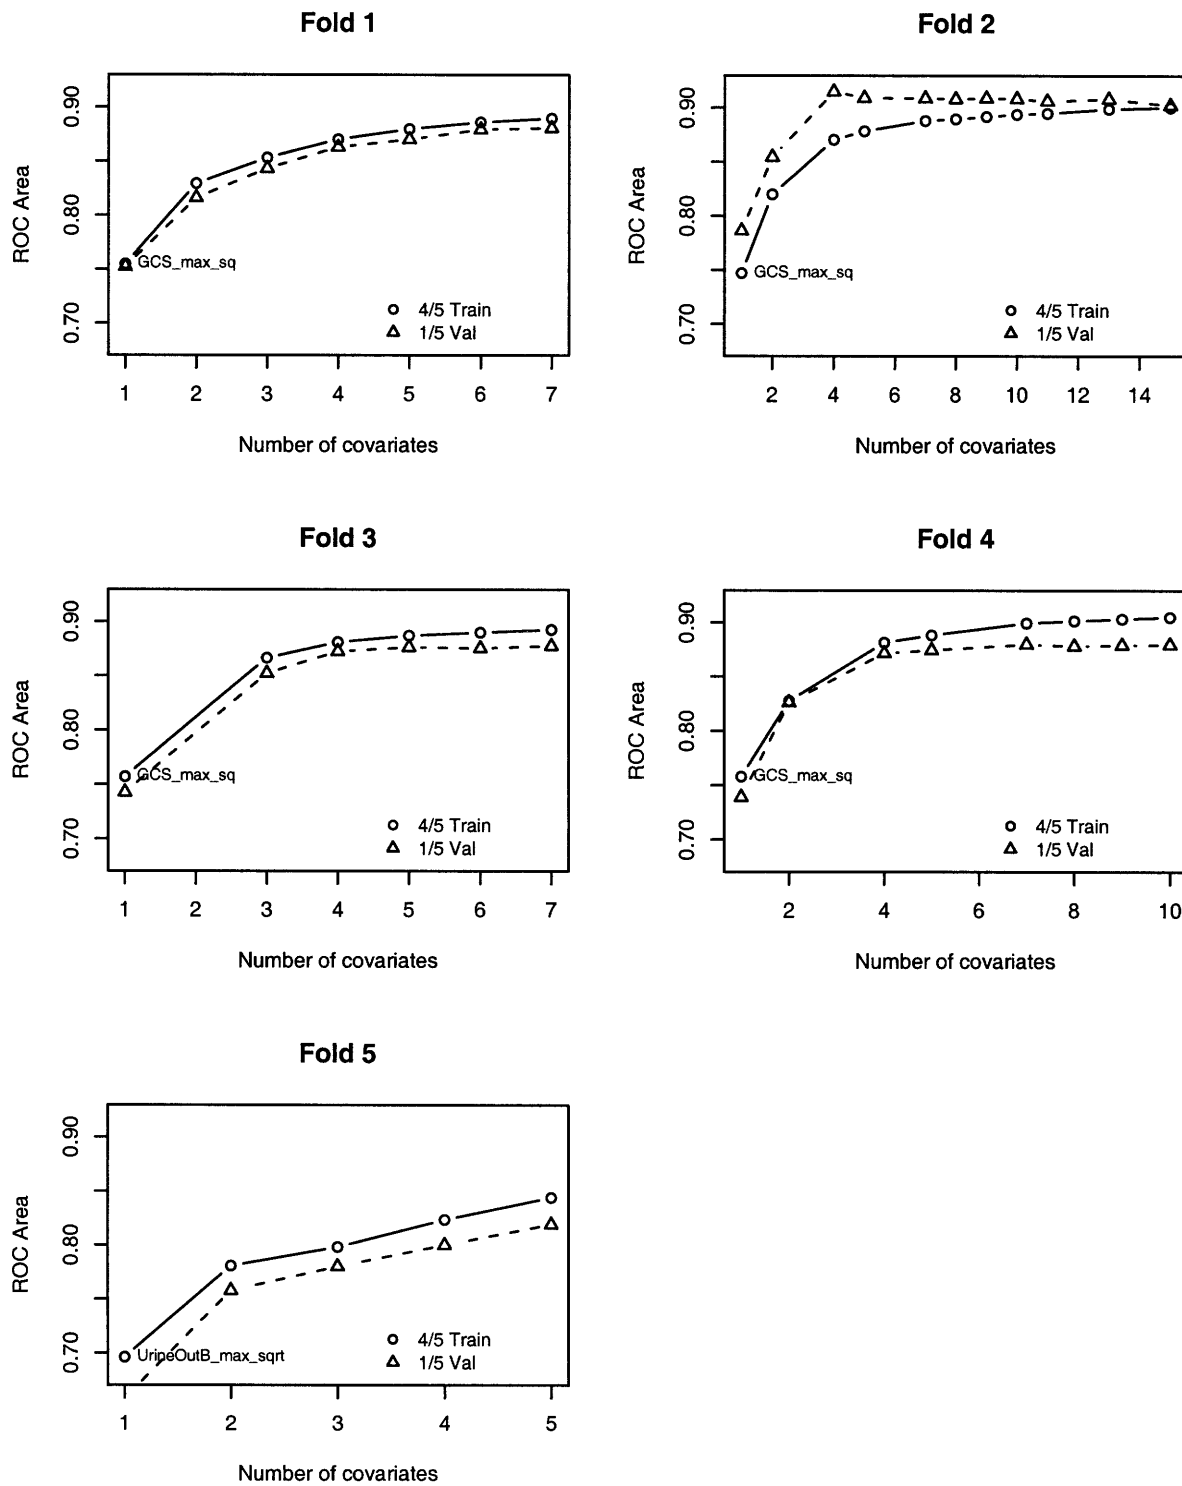 Fold 1
ROC Area
0.90
0.80
0.70
GCS_max_sq
4/5 Train
1/5 Val
1 2 3 4 5 6 7
Number of covariates
Fold 2
ROC Area
0.90
0.80
0.70
GCS_max_sq
4/5 Train
1/5 Val
2 4 6 8 10 12 14
Number of covariates
Fold 3
ROC Area
0.90
0.80
0.70
GCS_max_sq
4/5 Train
1/5 Val
1 2 3 4 5 6 7
Number of covariates
Fold 4
ROC Area
0.90
0.80
0.70
GCS_max_sq
4/5 Train
1/5 Val
2 4 6 8 10
Number of covariates
Fold 5
ROC Area
0.90
0.80
0.70
UrineOutB_max_sqrt
4/5 Train
1/5 Val
1 2 3 4 5
Number of covariates